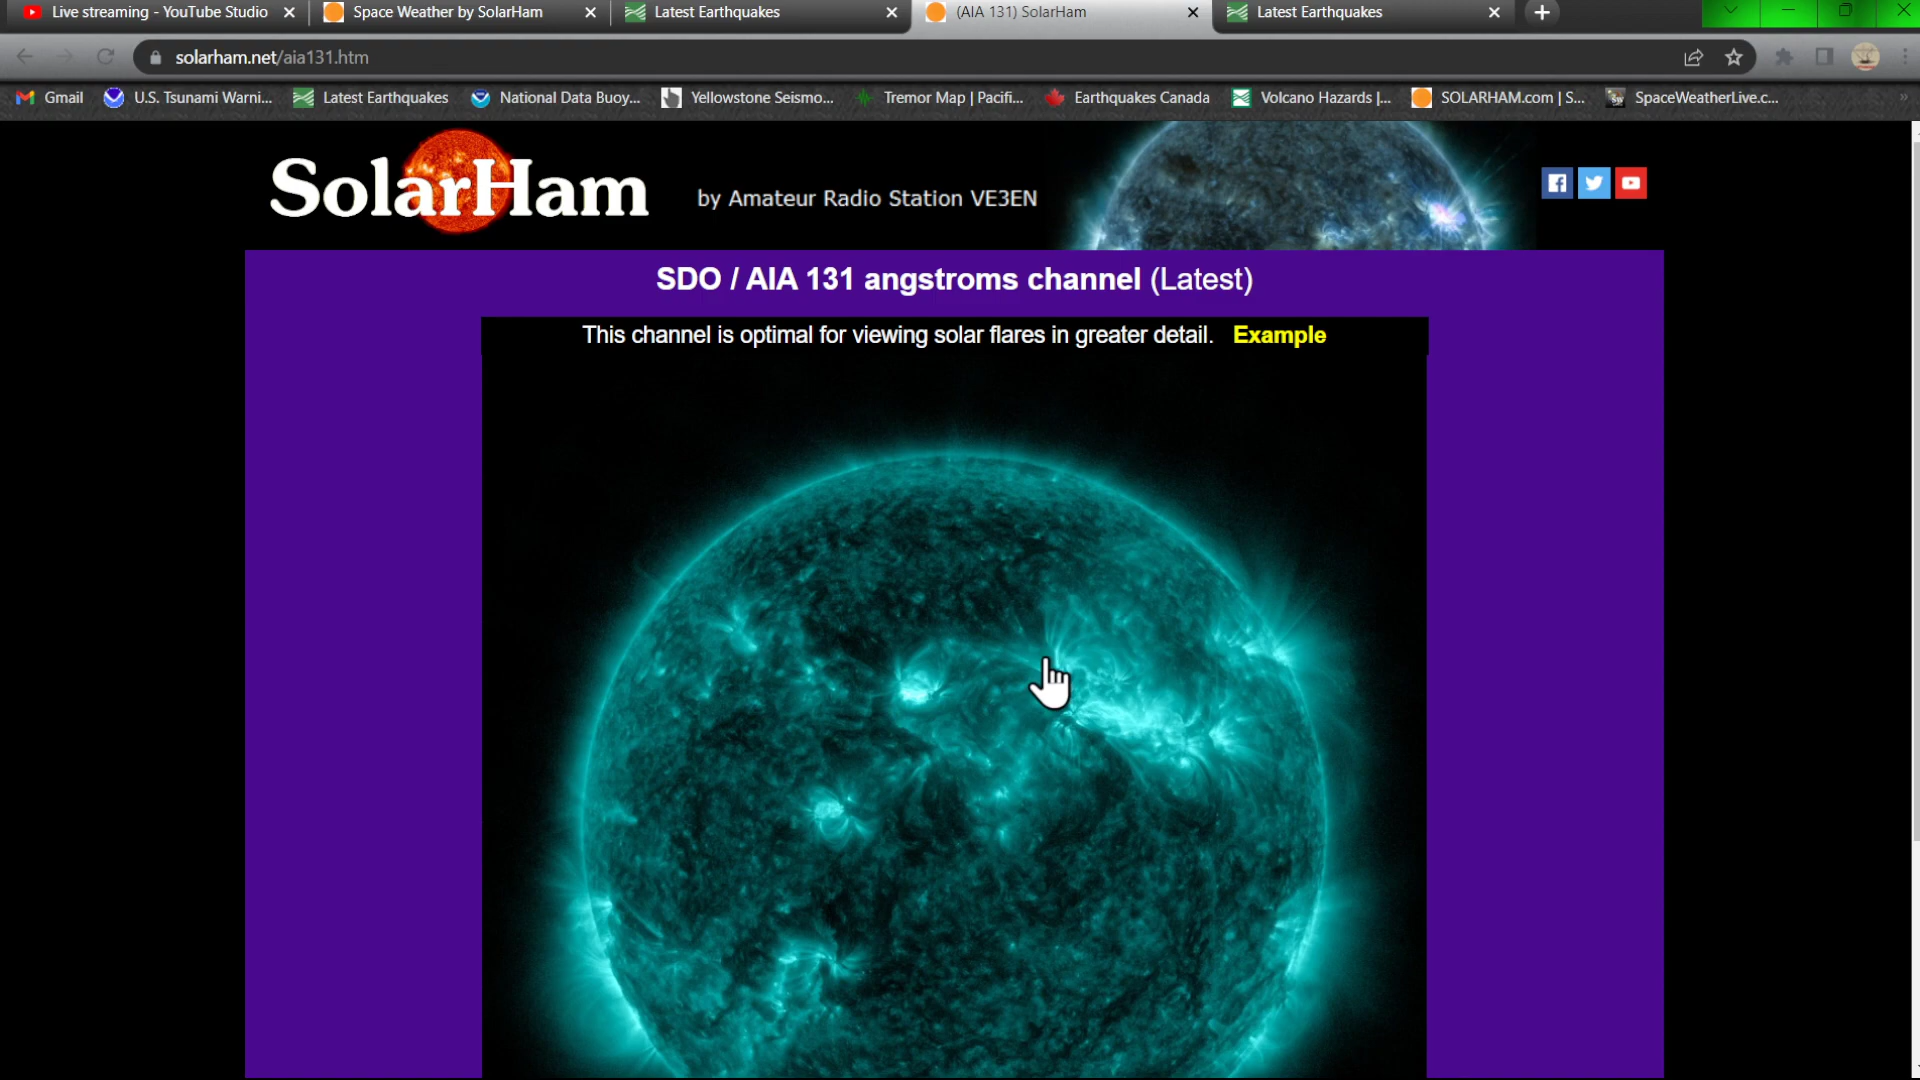 Live streaming - YouTube Studio
Space Weather by SolarHam
Latest Earthquakes
(AIA 131) SolarHam
Latest Earthquakes
solarham.net/aia131.htm
Gmail
U.S. Tsunami Warni...
Latest Earthquakes
National Data Buoy...
Yellowstone Seismo...
Tremor Map | Pacifi...
Earthquakes Canada
Volcano Hazards |...
SOLARHAM.com | S...
SpaceWeatherLive.c...
SolarHam
by Amateur Radio Station VE3EN
SDO / AIA 131 angstroms channel (Latest)
This channel is optimal for viewing solar flares in greater detail. Example